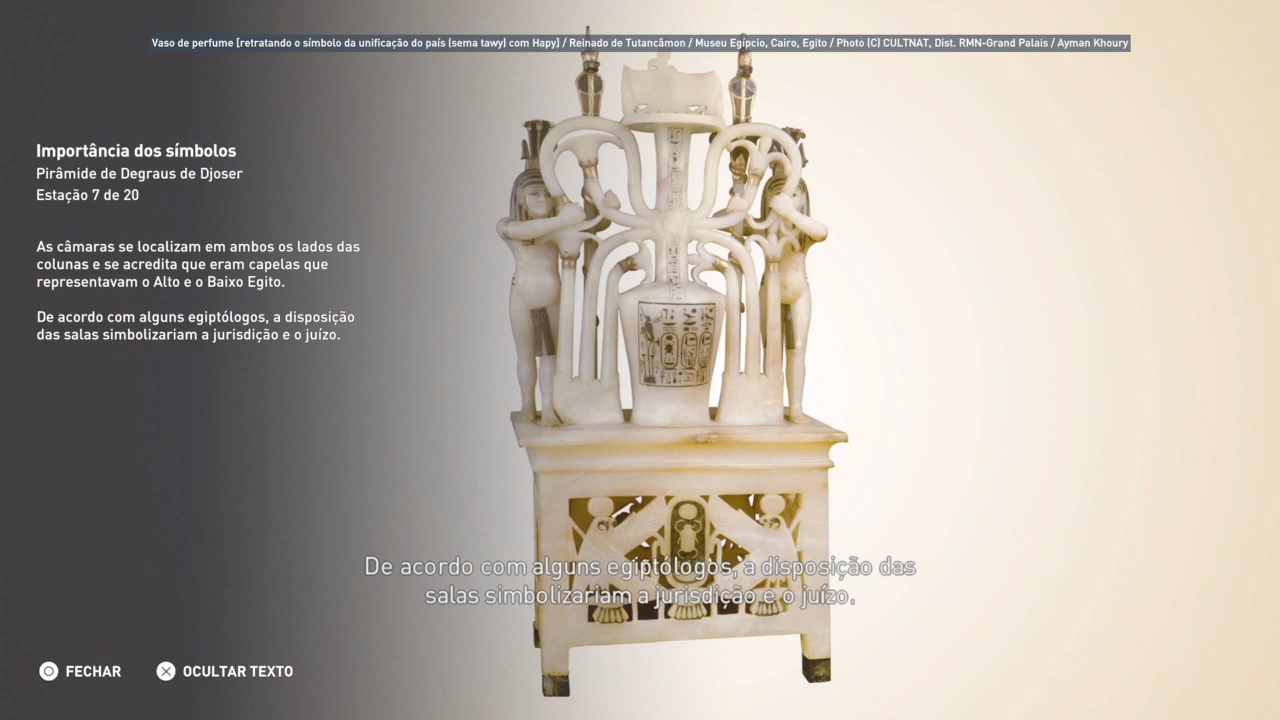 Vaso de perfume [retratando o símbolo da unificação do país (sema tawy) com Hapy] / Reinado de Tutancâmon / Museu Egípcio, Cairo, Egito / Photo (C) CULTNAT, Dist. RMN-Grand Palais / Ayman Khoury
Importância dos símbolos
Pirâmide de Degraus de Djoser
Estação 7 de 20
As câmaras se localizam em ambos os lados das
colunas e se acredita que eram capelas que
representavam o Alto e o Baixo Egito.
De acordo com alguns egiptólogos, a disposição
das salas simbolizariam a jurisdição e o juízo.
De acordo com alguns egiptólogos, a disposição das
salas simbolizariam a jurisdição e o juízo.
FECHAR
OCULTAR TEXTO